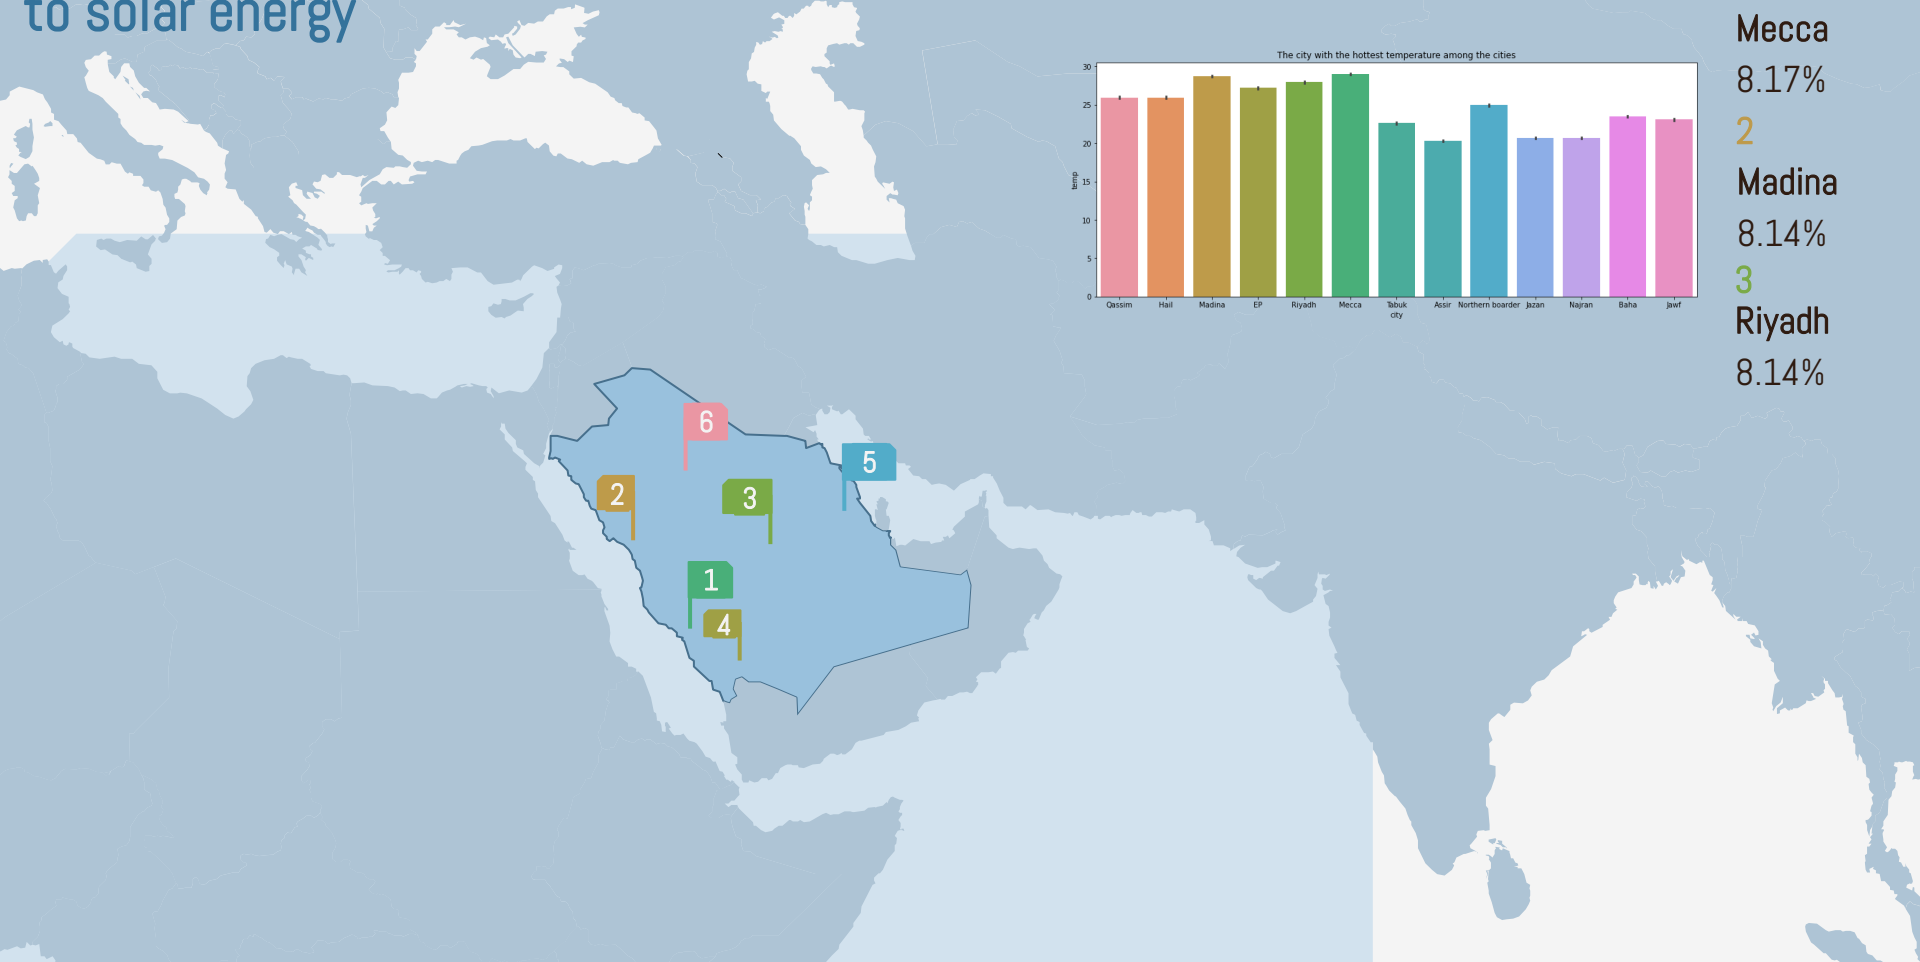 to solar energy
The city with the hottest temperature among the cities
30
25
20
15
10
5
0
temp
Qassim Hail Madina EP Riyadh Mecca Tabuk Assir Northern boarder Jazan Najran Baha Jawf
city
Mecca
8.17%
2
Madina
8.14%
3
Riyadh
8.14%
6
5
2
3
1
4